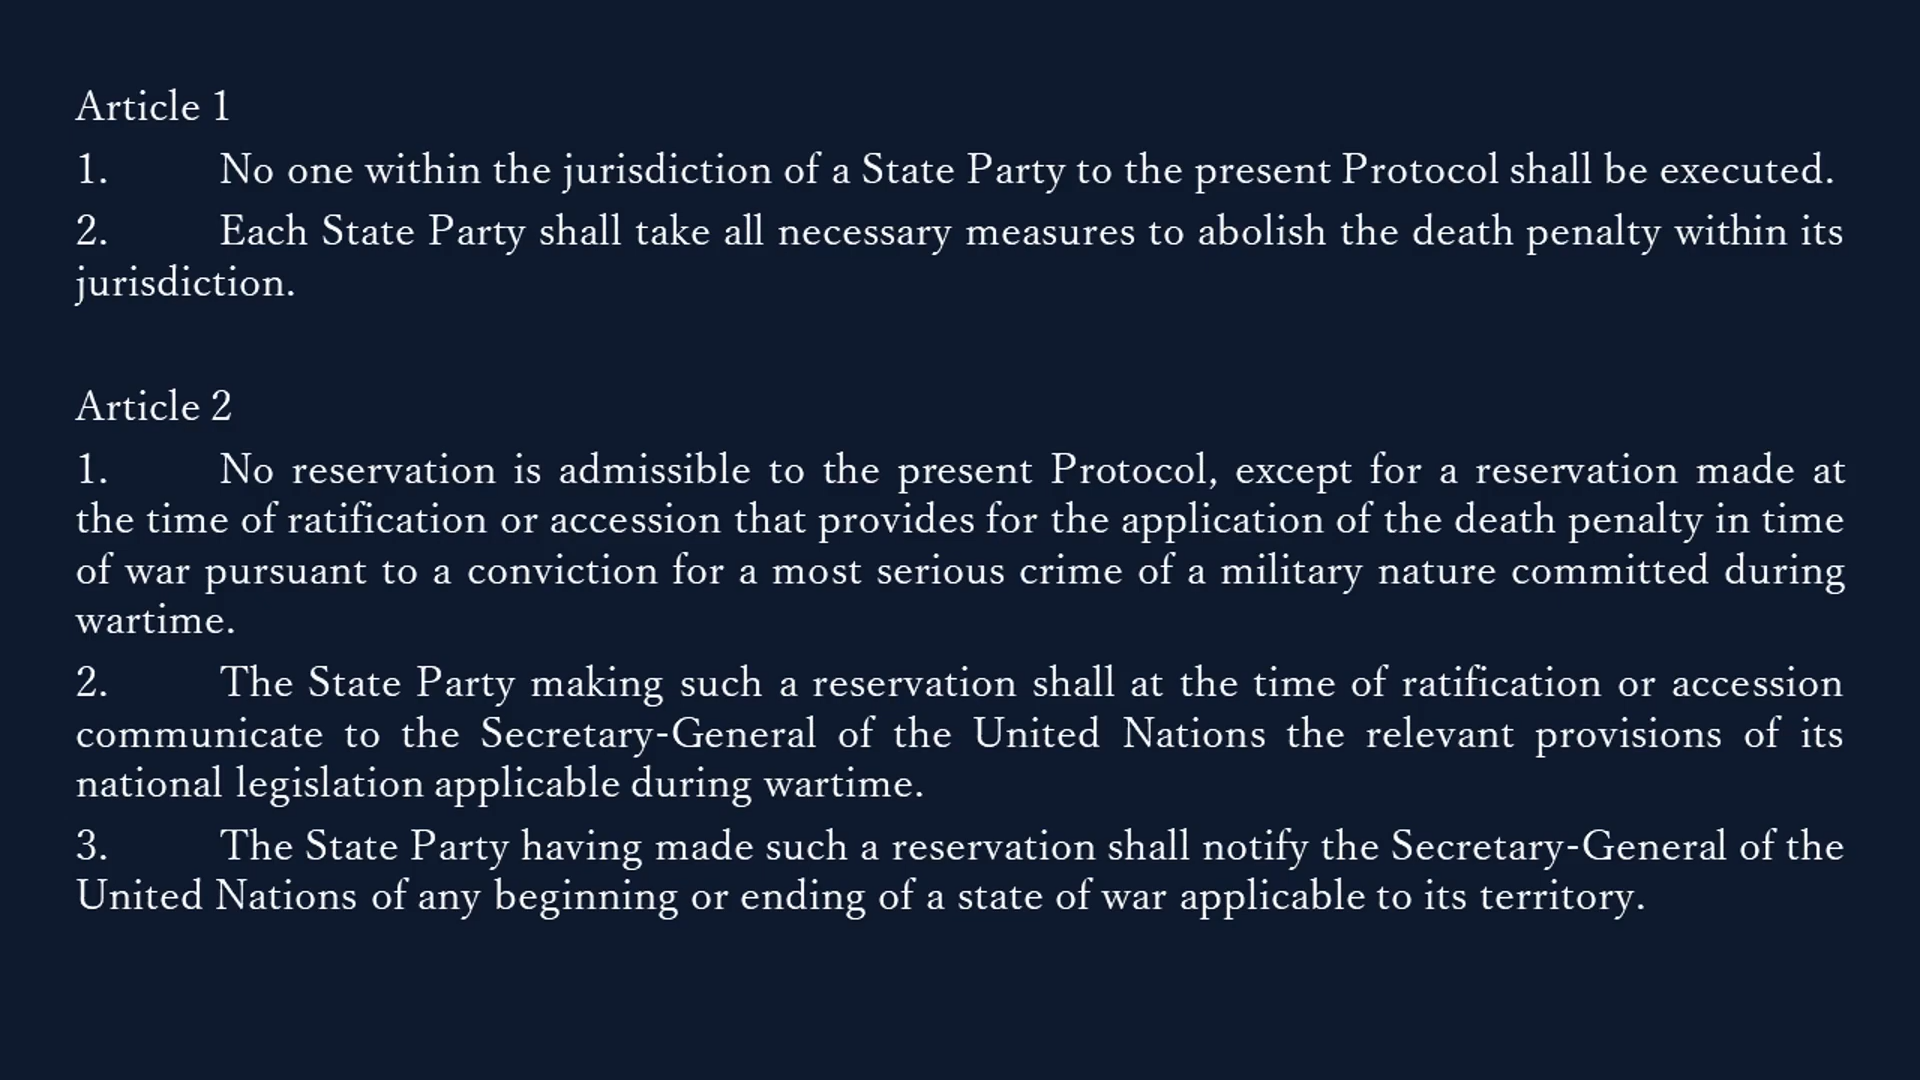 Article 1
1. No one within the jurisdiction of a State Party to the present Protocol shall be executed.
2. Each State Party shall take all necessary measures to abolish the death penalty within its
jurisdiction.
Article 2
1. No reservation is admissible to the present Protocol, except for a reservation made at
the time of ratification or accession that provides for the application of the death penalty in time
of war pursuant to a conviction for a most serious crime of a military nature committed during
wartime.
2. The State Party making such a reservation shall at the time of ratification or accession
communicate to the Secretary-General of the United Nations the relevant provisions of its
national legislation applicable during wartime.
3. The State Party having made such a reservation shall notify the Secretary-General of the
United Nations of any beginning or ending of a state of war applicable to its territory.